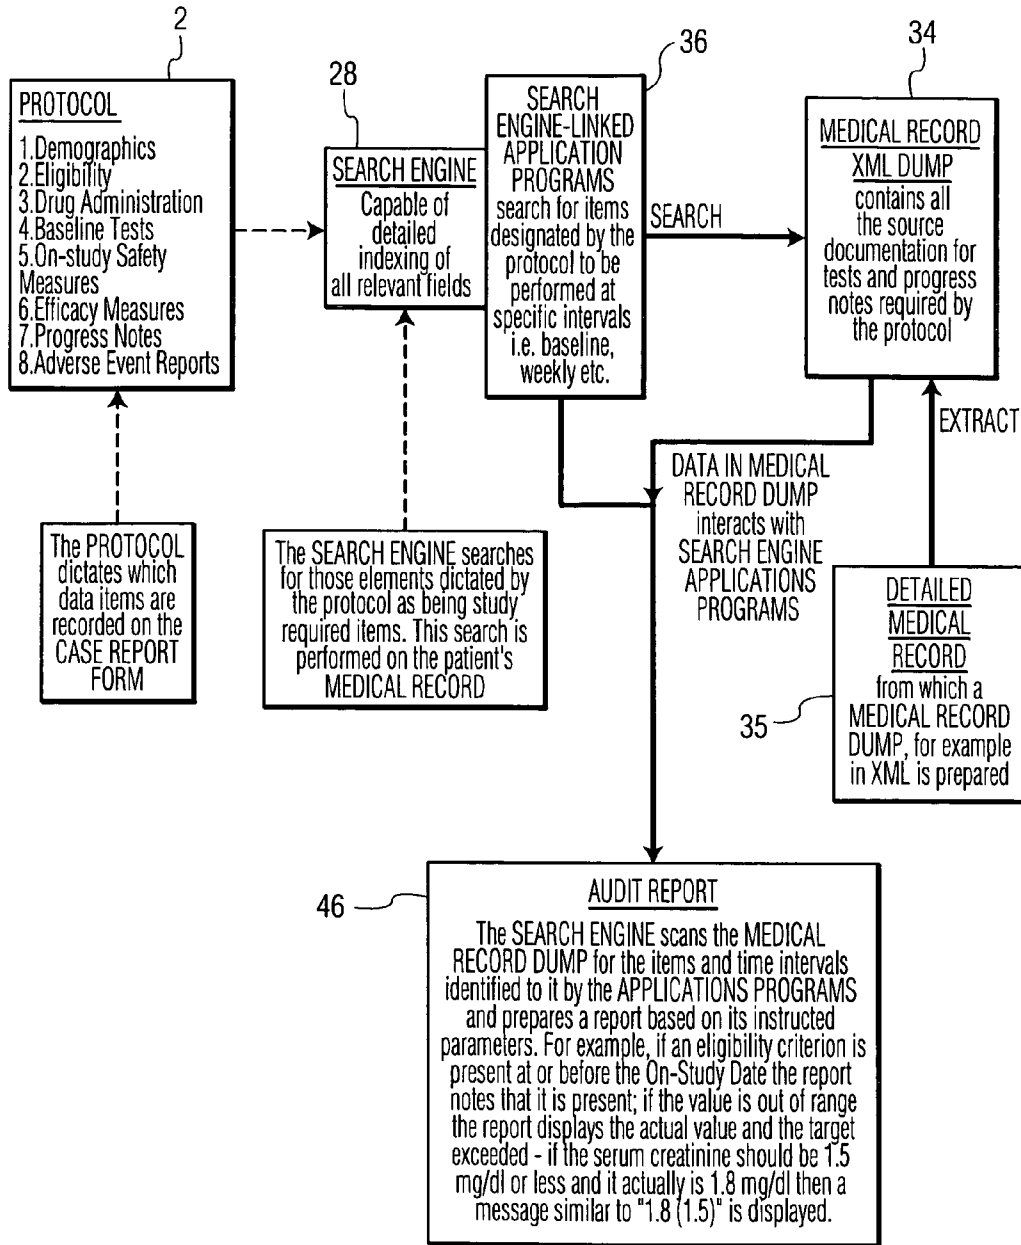 2
PROTOCOL
1.Demographics
2.Eligibility
3.Drug Administration
4.Baseline Tests
5.On-study Safety
Measures
6.Efficacy Measures
7.Progress Notes
8.Adverse Event Reports
28
SEARCH ENGINE
Capable of
detailed
indexing of
all relevant fields
36
SEARCH
ENGINE-LINKED
APPLICATION
PROGRAMS
search for items
designated by the
protocol to be
performed at
specific intervals
i.e. baseline,
weekly etc.
SEARCH
34
MEDICAL RECORD
XML DUMP
contains all
the source
documentation for
tests and progress
notes required by
the protocol
EXTRACT
DATA IN MEDICAL
RECORD DUMP
interacts with
SEARCH ENGINE
APPLICATIONS
PROGRAMS
The PROTOCOL
dictates which
data items are
recorded on the
CASE REPORT
FORM
The SEARCH ENGINE searches
for those elements dictated by
the protocol as being study
required items. This search is
performed on the patient's
MEDICAL RECORD
DETAILED
MEDICAL
RECORD
from which a
MEDICAL RECORD
DUMP, for example
in XML is prepared
35
46
AUDIT REPORT
The SEARCH ENGINE scans the MEDICAL
RECORD DUMP for the items and time intervals
identified to it by the APPLICATIONS PROGRAMS
and prepares a report based on its instructed
parameters. For example, if an eligibility criterion is
present at or before the On-Study Date the report
notes that it is present; if the value is out of range
the report displays the actual value and the target
exceeded - if the serum creatinine should be 1.5
mg/dl or less and it actually is 1.8 mg/dl then a
message similar to "1.8 (1.5)" is displayed.